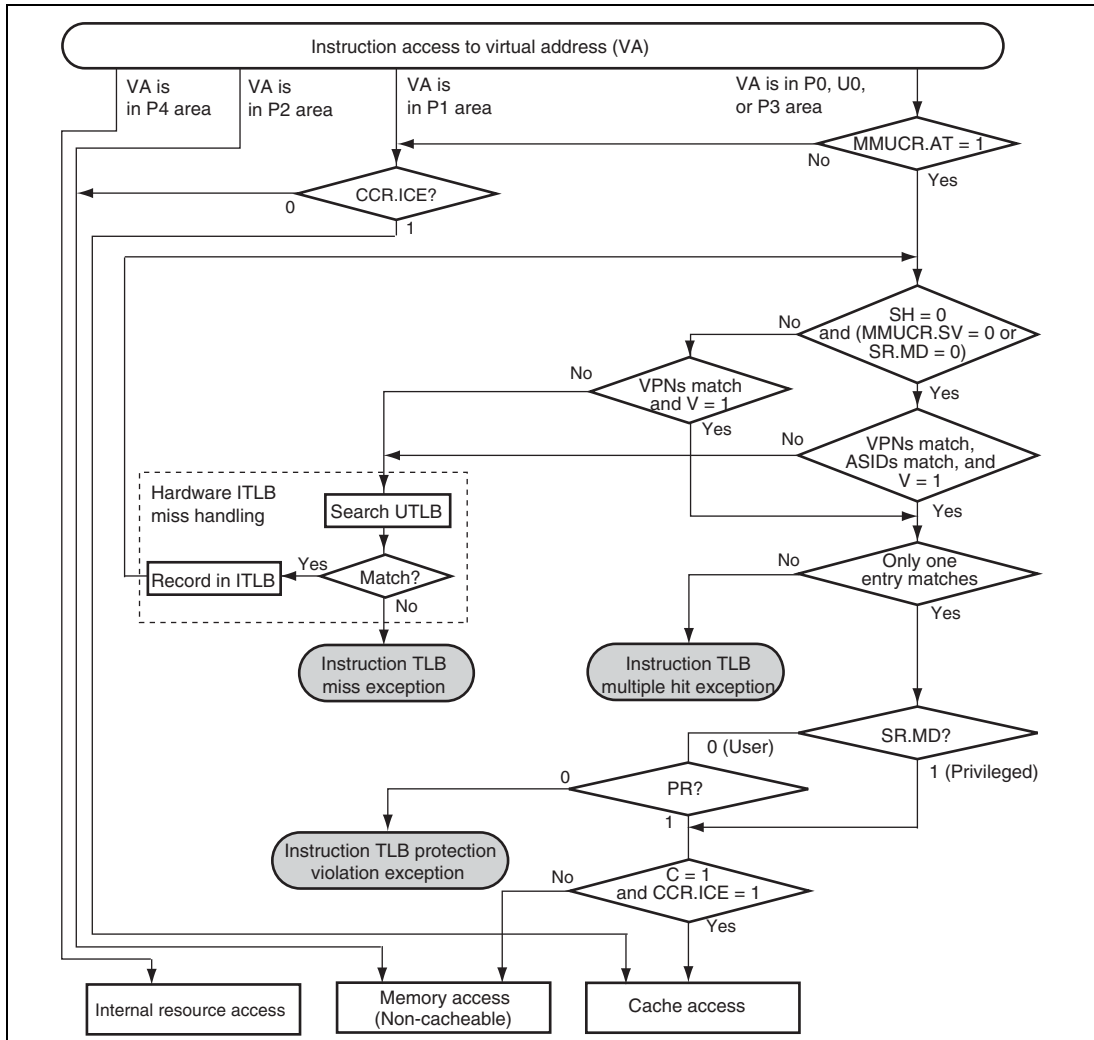 Instruction access to virtual address (VA)
VA is
in P4 area
VA is
in P2 area
VA is
in P1 area
VA is in P0, U0,
or P3 area
MMUCR.AT = 1
No
Yes
CCR.ICE?
0
1
SH = 0
and (MMUCR.SV = 0 or
SR.MD = 0)
No
Yes
VPNs match
and V = 1
No
Yes
VPNs match,
ASIDs match, and
V = 1
No
Yes
Hardware ITLB
miss handling
Search UTLB
Match?
Yes
No
Record in ITLB
Only one
entry matches
No
Yes
Instruction TLB
miss exception
Instruction TLB
multiple hit exception
SR.MD?
0 (User)
1 (Privileged)
PR?
0
1
Instruction TLB protection
violation exception
C = 1
and CCR.ICE = 1
No
Yes
Internal resource access
Memory access
(Non-cacheable)
Cache access